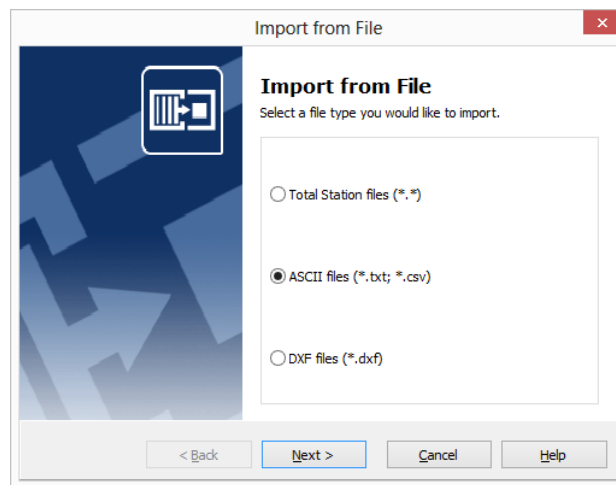 Import from File
Import from File
Select a file type you would like to import.
Total Station files (*.*)
ASCII files (*.txt; *.csv)
DXF files (*.dxf)
< Back Next > Cancel Help